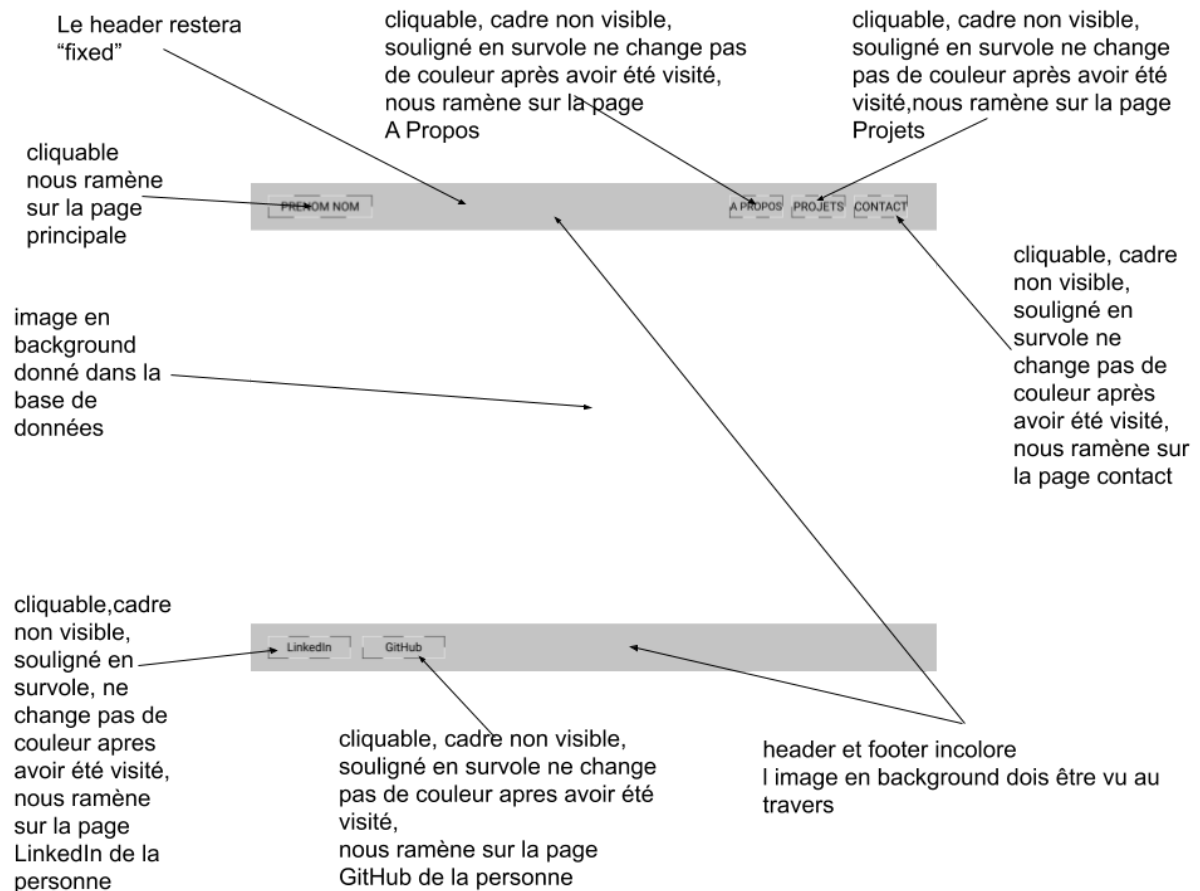 Le header restera
“fixed”
cliquable, cadre non visible,
souligné en survole ne change pas
de couleur après avoir été visité,
nous ramène sur la page
A Propos
cliquable, cadre non visible,
souligné en survole ne change
pas de couleur après avoir été
visité,nous ramène sur la page
Projets
cliquable
nous ramène
sur la page
principale
PRENOM NOM
A PROPOS
PROJETS
CONTACT
cliquable, cadre
non visible,
souligné en
survole ne
change pas de
couleur après
avoir été visité,
nous ramène sur
la page contact
image en
background
donné dans la
base de
données
cliquable,cadre
non visible,
souligné en
survole, ne
change pas de
couleur apres
avoir été visité,
nous ramène
sur la page
LinkedIn de la
personne
LinkedIn
GitHub
cliquable, cadre non visible,
souligné en survole ne change
pas de couleur apres avoir été
visité,
nous ramène sur la page
GitHub de la personne
header et footer incolore
l image en background dois être vu au
travers